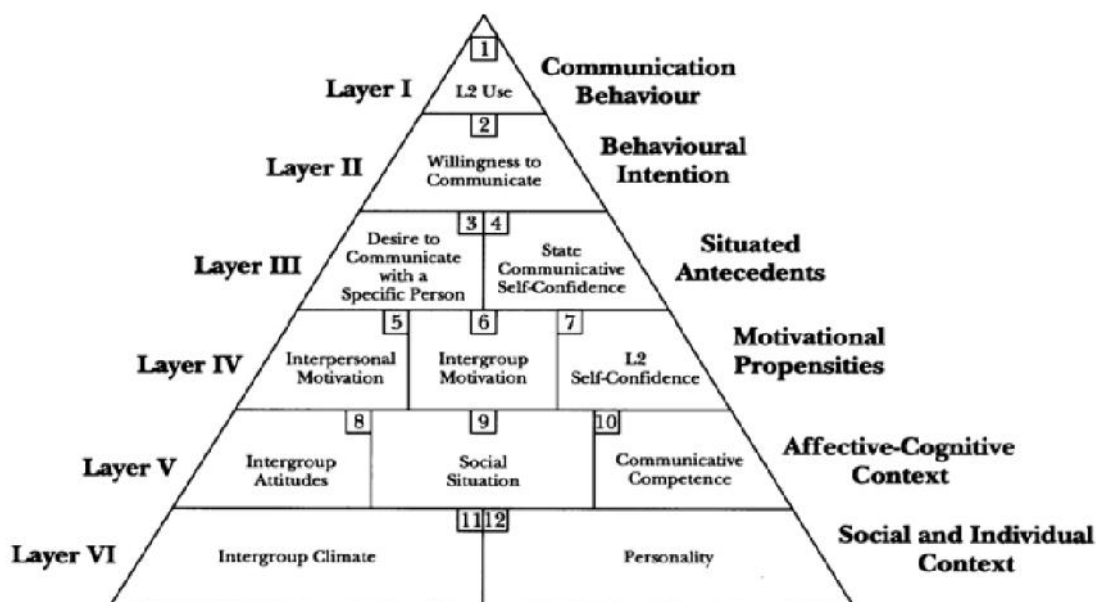 1
Layer I
L2 Use
Communication
Behaviour
2
Layer II
Willingness to
Communicate
Behavioural
Intention
3 4
Layer III
Desire to
Communicate
with a
Specific Person
State
Communicative
Self-Confidence
Situated
Antecedents
5 6 7
Layer IV
Interpersonal
Motivation
Intergroup
Motivation
L2
Self-Confidence
Motivational
Propensities
8 9 10
Layer V
Intergroup
Attitudes
Social
Situation
Communicative
Competence
Affective-Cognitive
Context
11 12
Layer VI
Intergroup Climate
Personality
Social and Individual
Context